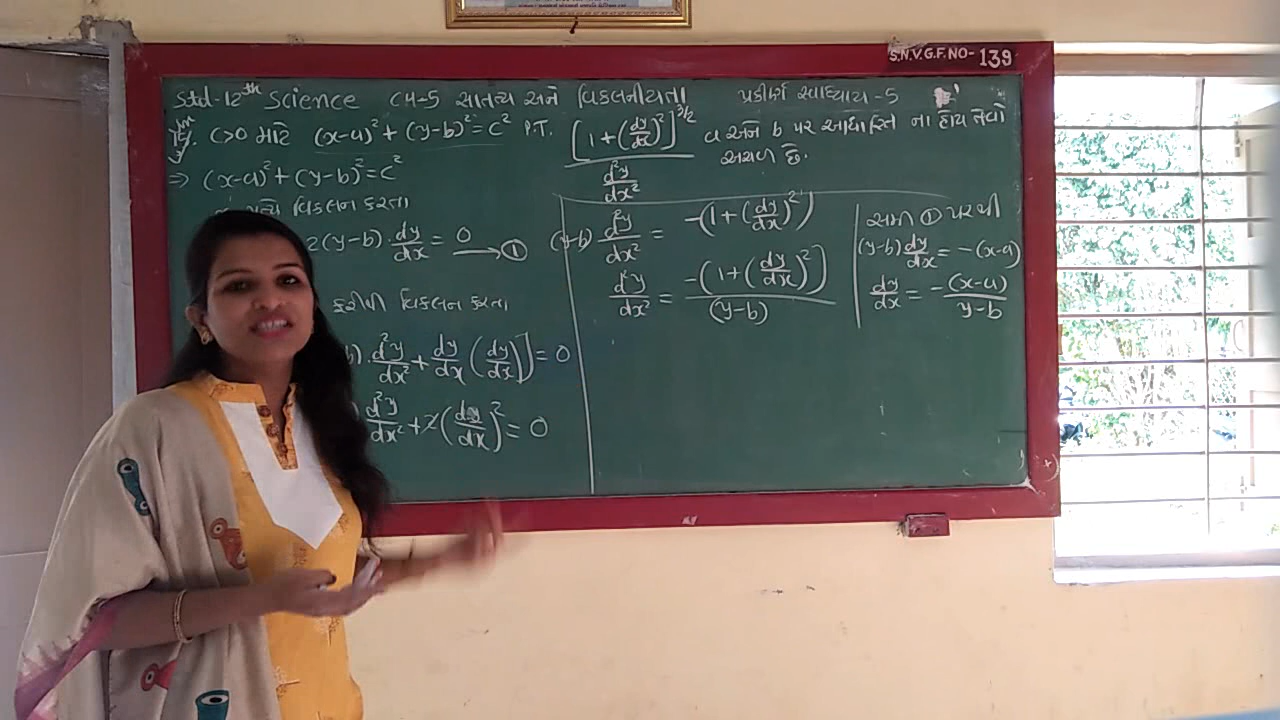 S.N.V.G.F.NO- 139
Std-12th Science CH-5 સાતત્ય અને વિકલનીયતા પ્રકીર્ણ સ્વાધ્યાય-5
15. C>0 માટે (x-a)²+(y-b)²=c² P.T. [1+(dy/dx)²]^3/2 / d²y/dx² a અને b પર આધારિત ના હોય તેવો
અચળ છે.
⇒ (x-a)²+(y-b)²=c²
પ્રત્યે વિકલન કરતા
2(y-b)·dy/dx = 0 → ①
ફરીથી વિકલન કરતા
b)·d²y/dx² + dy/dx (dy/dx)] = 0
d²y/dx² + 2(dy/dx)² = 0
(y-b) d²y/dx² = -(1+(dy/dx)²)
d²y/dx² = -(1+(dy/dx)²) / (y-b)
સમી ① પરથી
(y-b) dy/dx = -(x-a)
dy/dx = -(x-a) / y-b